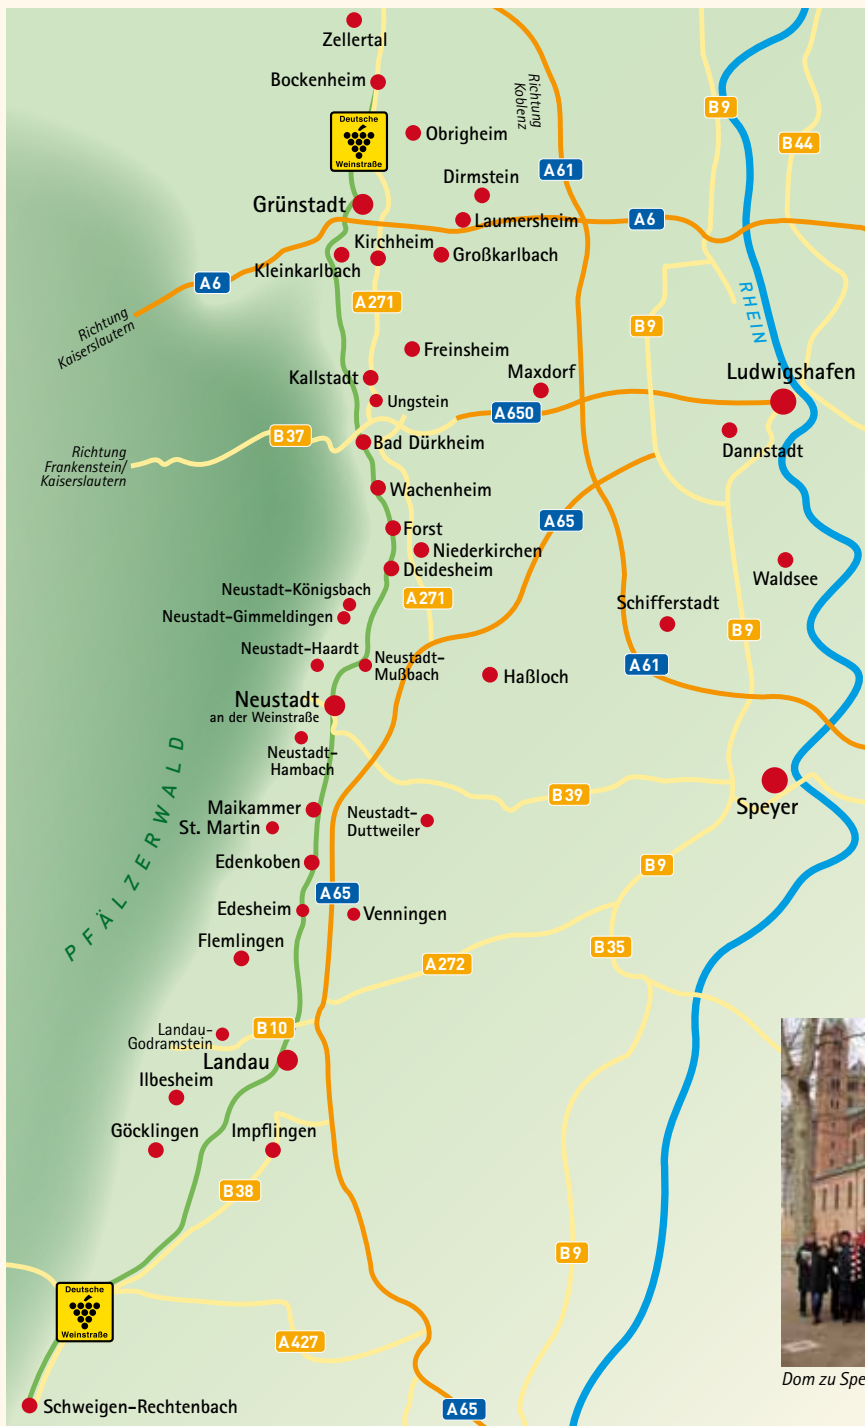 Zellertal
Bockenheim
Deutsche
Weinstraße
Obrigheim
Richtung
Koblenz
B9
B44
A61
Dirmstein
Grünstadt
Laumersheim
A6
Kirchheim
Großkarlbach
Kleinkarlbach
A6
A271
RHEIN
Richtung
Kaiserslautern
B9
Freinsheim
Kallstadt
Maxdorf
Ludwigshafen
Ungstein
A650
B37
Bad Dürkheim
Dannstadt
Richtung
Frankenstein/
Kaiserslautern
Wachenheim
A65
Forst
Niederkirchen
Deidesheim
Waldsee
Neustadt-Königsbach
A271
Schifferstadt
Neustadt-Gimmeldingen
B9
Neustadt-Haardt
Neustadt-
Mußbach
A61
Haßloch
Neustadt
an der Weinstraße
Neustadt-
Hambach
PFÄLZERWALD
B39
Maikammer
Neustadt-
Duttweiler
Speyer
St. Martin
Edenkoben
B9
A65
Edesheim
Venningen
Flemlingen
B35
A272
Landau-
Godramstein
B10
Landau
Ilbesheim
Göcklingen
Impflingen
B38
B9
Deutsche
Weinstraße
A427
Dom zu Spe
Schweigen-Rechtenbach
A65